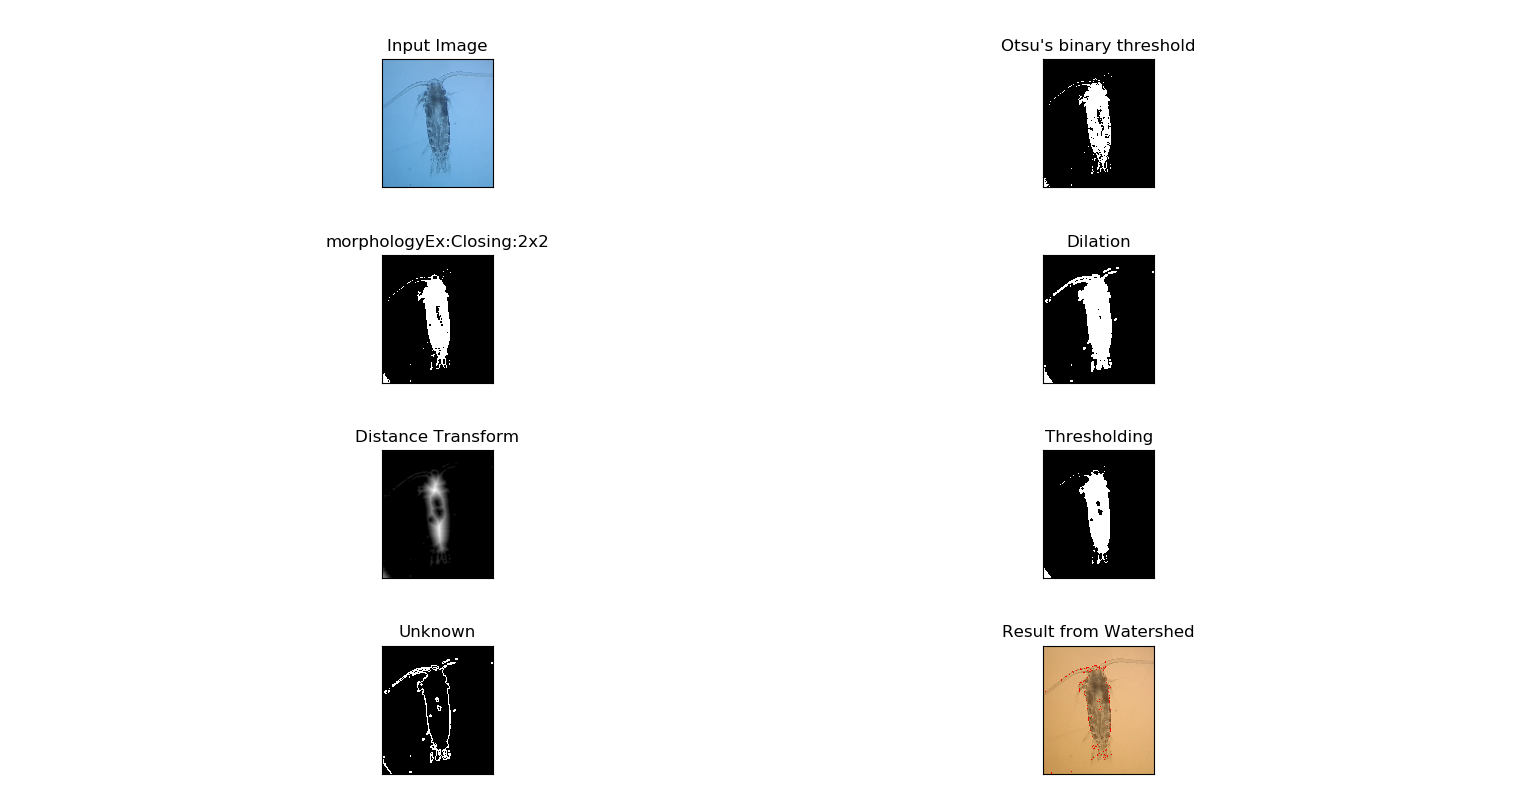 Input Image
Otsu's binary threshold
morphologyEx:Closing:2x2
Dilation
Distance Transform
Thresholding
Unknown
Result from Watershed